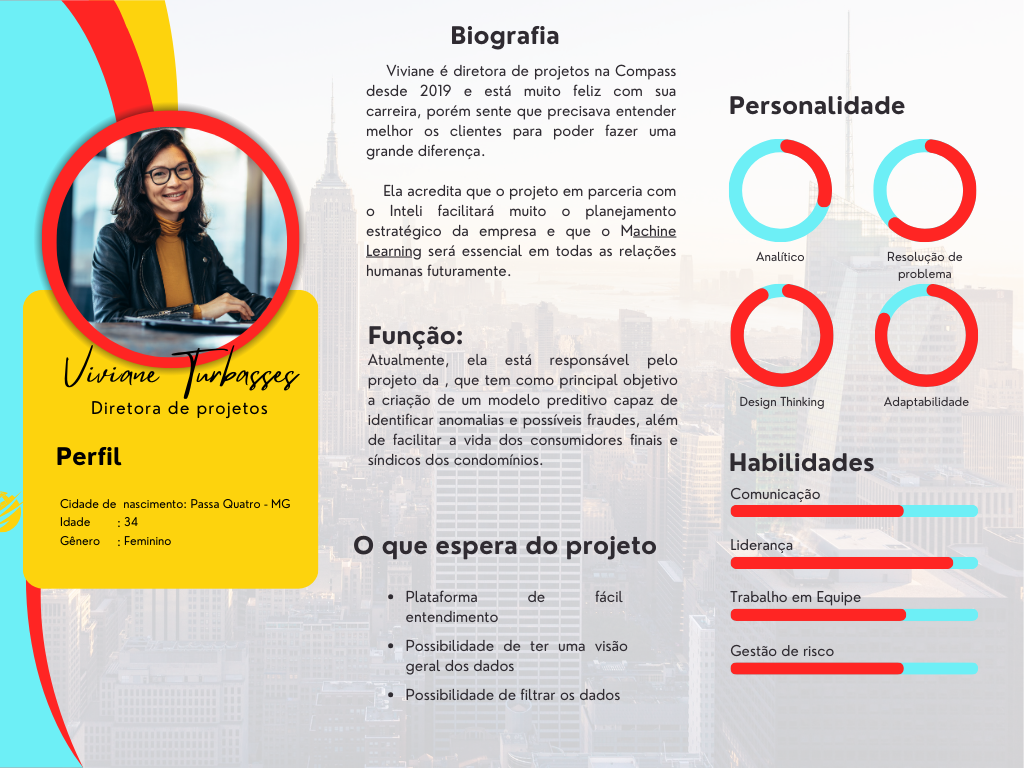 Biografia
Viviane é diretora de projetos na Compass
desde 2019 e está muito feliz com sua
carreira, porém sente que precisava entender
melhor os clientes para poder fazer uma
grande diferença.
Ela acredita que o projeto em parceria com
o Inteli facilitará muito o planejamento
estratégico da empresa e que o Machine
Learning será essencial em todas as relações
humanas futuramente.
Função:
Atualmente, ela está responsável pelo
projeto da , que tem como principal objetivo
a criação de um modelo preditivo capaz de
identificar anomalias e possíveis fraudes, além
de facilitar a vida dos consumidores finais e
síndicos dos condomínios.
O que espera do projeto
• Plataforma de fácil
entendimento
• Possibilidade de ter uma visão
geral dos dados
• Possibilidade de filtrar os dados
Viviane Turbasses
Diretora de projetos
Perfil
Cidade de nascimento: Passa Quatro - MG
Idade : 34
Gênero : Feminino
Personalidade
Analítico
Resolução de
problema
Design Thinking
Adaptabilidade
Habilidades
Comunicação
Liderança
Trabalho em Equipe
Gestão de risco